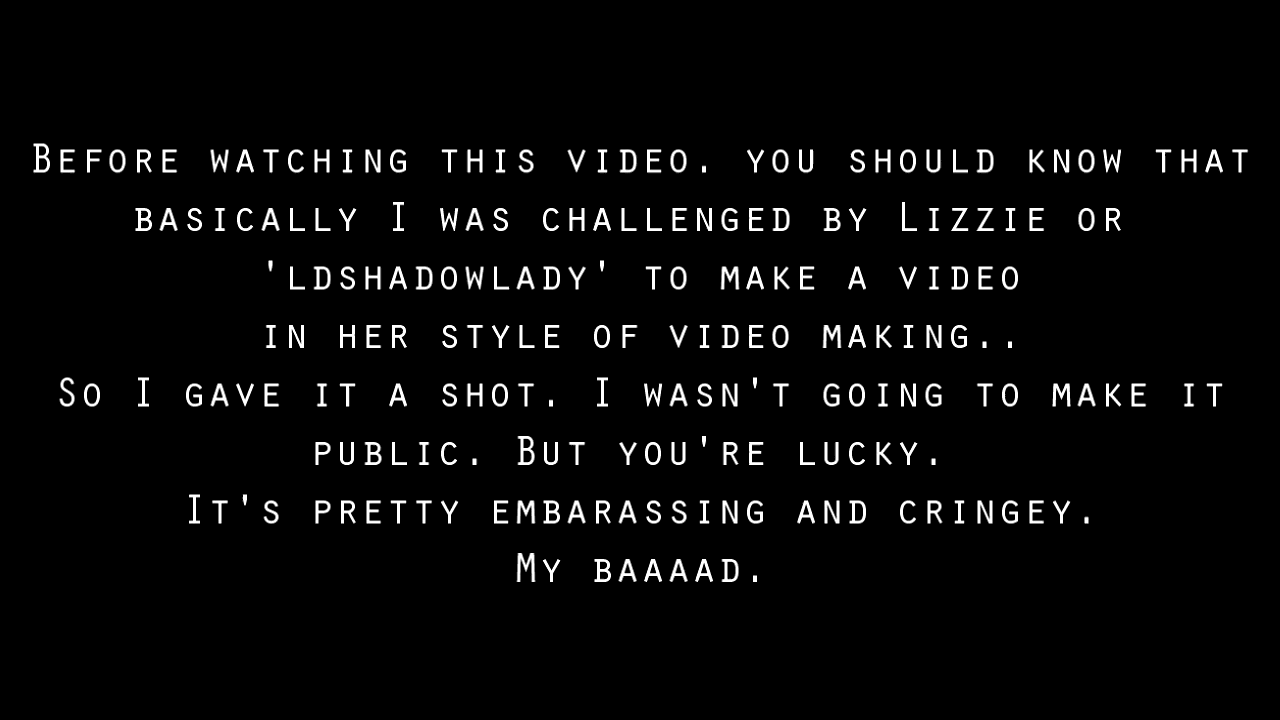 Before watching this video. you should know that
basically I was challenged by Lizzie or
'ldshadowlady' to make a video
in her style of video making..
So I gave it a shot. I wasn't going to make it
public. But you're lucky.
It's pretty embarassing and cringey.
My baaaad.